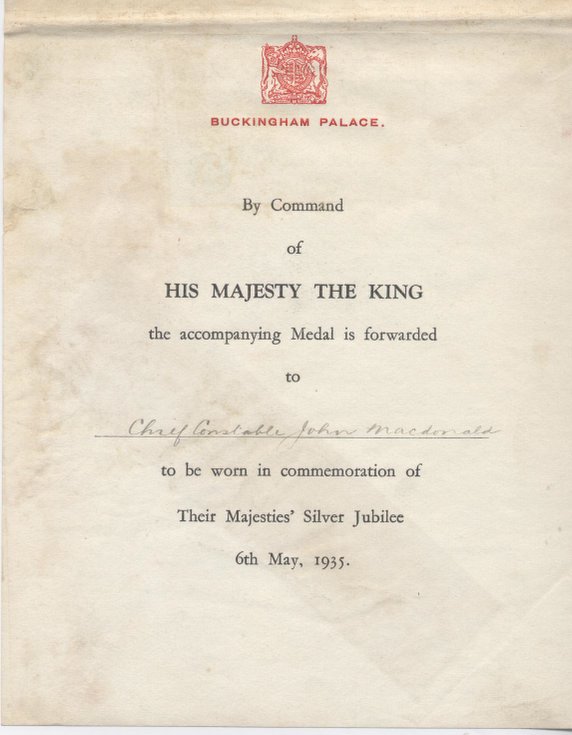 BUCKINGHAM PALACE.
By Command
of
HIS MAJESTY THE KING
the accompanying Medal is forwarded
to
Chief Constable John Macdonald
to be worn in commemoration of
Their Majesties' Silver Jubilee
6th May, 1935.